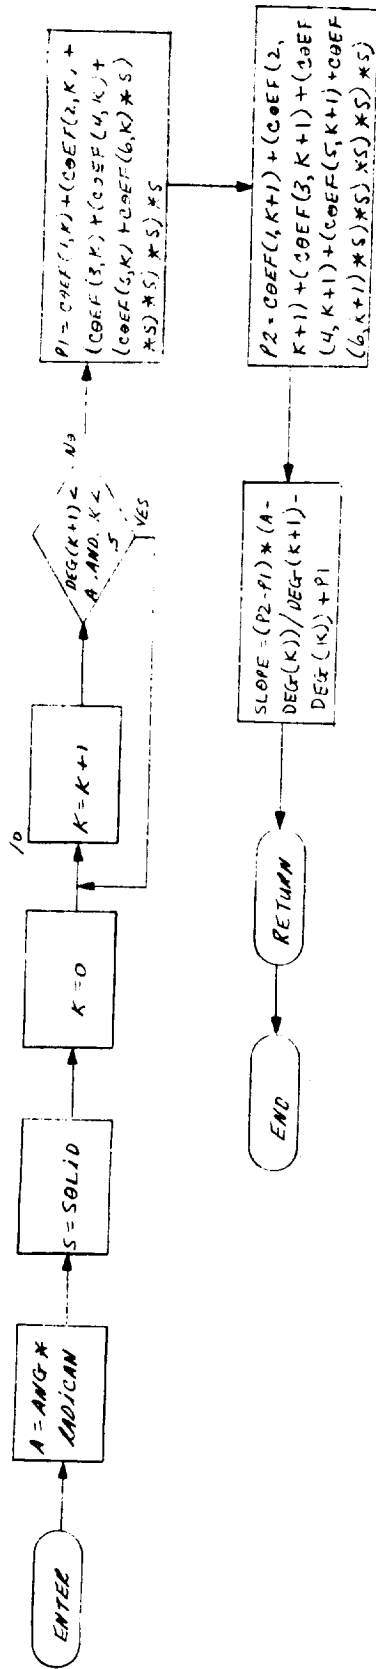 ENTER
A = ANG *
RADICAN
S = SOLID
K = 0
10
K = K + 1
DEG(K+1) <
A .AND. K <
5
NO
YES
P1 = COEF(1,K) + (COEF(2,K) +
(COEF(3,K) + (COEF(4,K) +
(COEF(5,K) + COEF(6,K) * S)
* S) * S) * S) * S
P2 = COEF(1,K+1) + (COEF(2,
K+1) + (COEF(3,K+1) + (COEF
(4,K+1) + (COEF(5,K+1) + COEF
(6,K+1) * S) * S) * S) * S) * S)
SLOPE = (P2-P1) * (A-
DEG(K)) / DEG(K+1) -
DEG(K)) + P1
RETURN
END